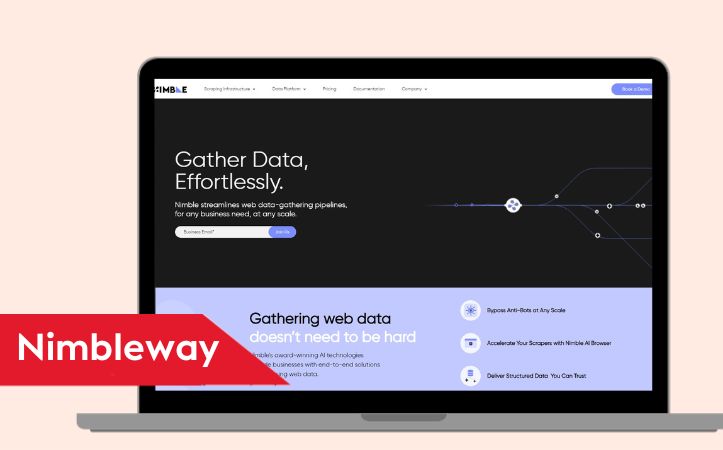 NIMBLE
Scraping Infrastructure
Data Platform
Pricing
Documentation
Company
Book a Demo
Gather Data,
Effortlessly.
Nimble streamlines web data-gathering pipelines,
for any business need, at any scale.
Business Email*
Join Us
Gathering web data
doesn't need to be hard
Nimble's award-winning AI technologies
businesses with end-to-end solutions
web data.
Bypass Anti-Bots at Any Scale
Accelerate Your Scrapers with Nimble AI Browser
Deliver Structured Data You Can Trust
Nimbleway